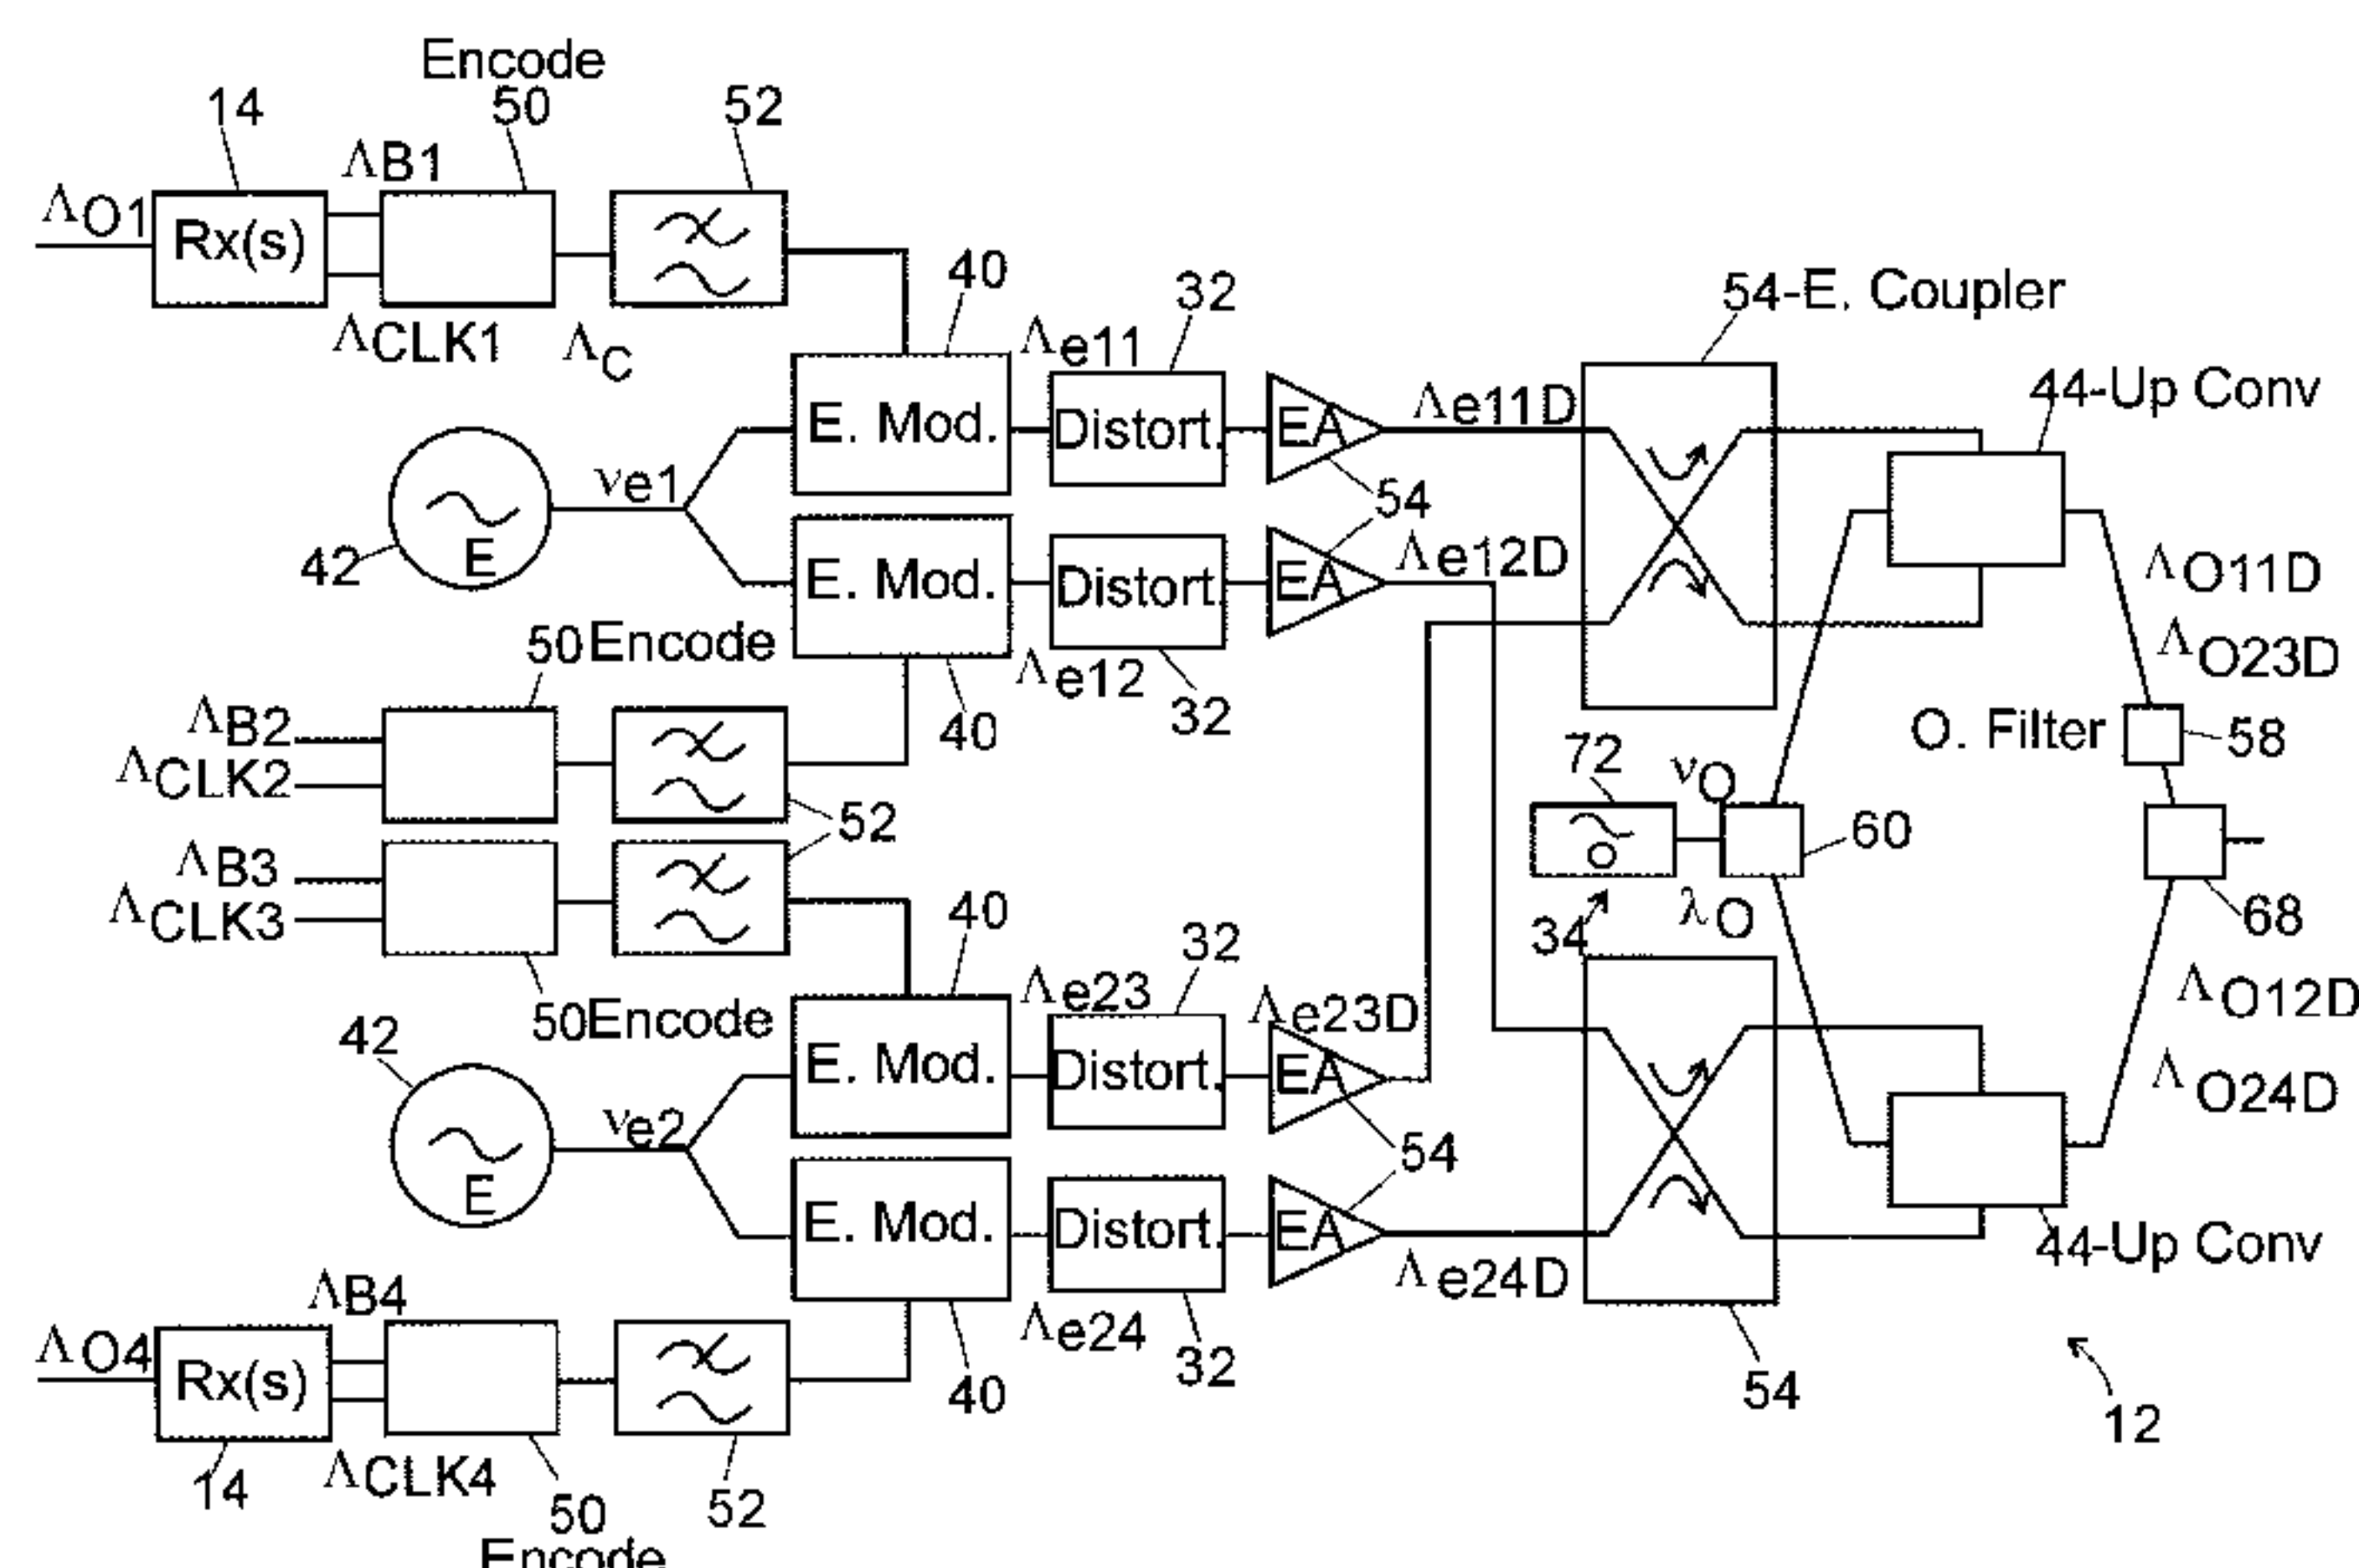 Encode
14
50
52
ΛB1
ΛO1
Rx(s)
ΛCLK1
ΛC
40
32
54-E. Coupler
Λe11
44-Up Conv
E. Mod.
Distort.
EA
Λe11D
νe1
54
E
42
Λe12D
E. Mod.
Distort.
EA
ΛO11D
50 Encode
Λe12
ΛO23D
ΛB2
40
32
O. Filter
58
ΛCLK2
72
νO
52
60
ΛB3
ΛCLK3
40
32
34
λO
68
50Encode
Λe23
Λe23D
ΛO12D
42
E. Mod.
Distort.
EA
ΛO24D
νe2
54
E
E. Mod.
Distort.
EA
44-Up Conv
ΛB4
Λe24D
ΛO4
Λe24
Rx(s)
40
32
54
12
14
ΛCLK4
50
52
Encode